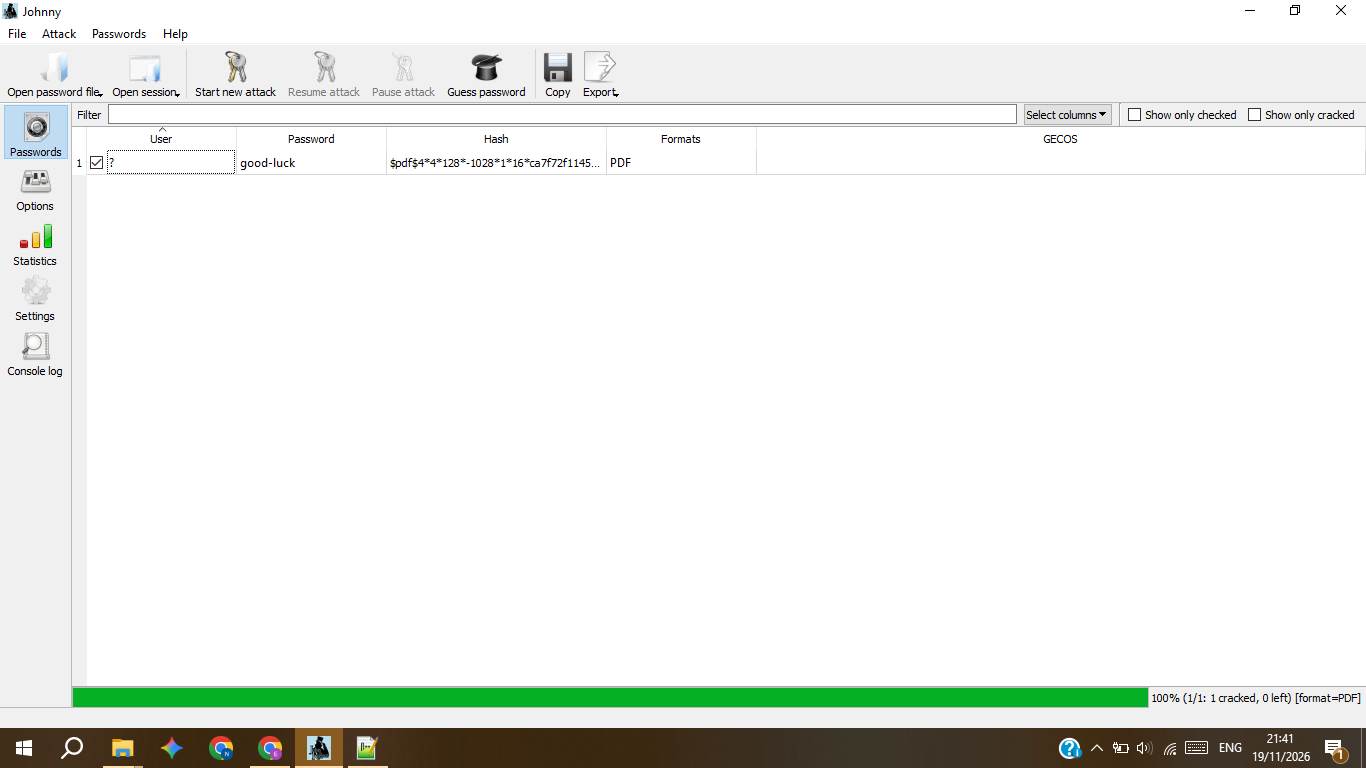 Johnny
File Attack Passwords Help
Open password file Open session Start new attack Resume attack Pause attack Guess password Copy Export
Filter Select columns Show only checked Show only cracked
Passwords
Options
Statistics
Settings
Console log
User Password Hash Formats GECOS
1 ? good-luck $pdf$4*4*128*-1028*1*16*ca7f72f1145... PDF
100% (1/1: 1 cracked, 0 left) [format=PDF]
ENG
21:41
19/11/2026
1